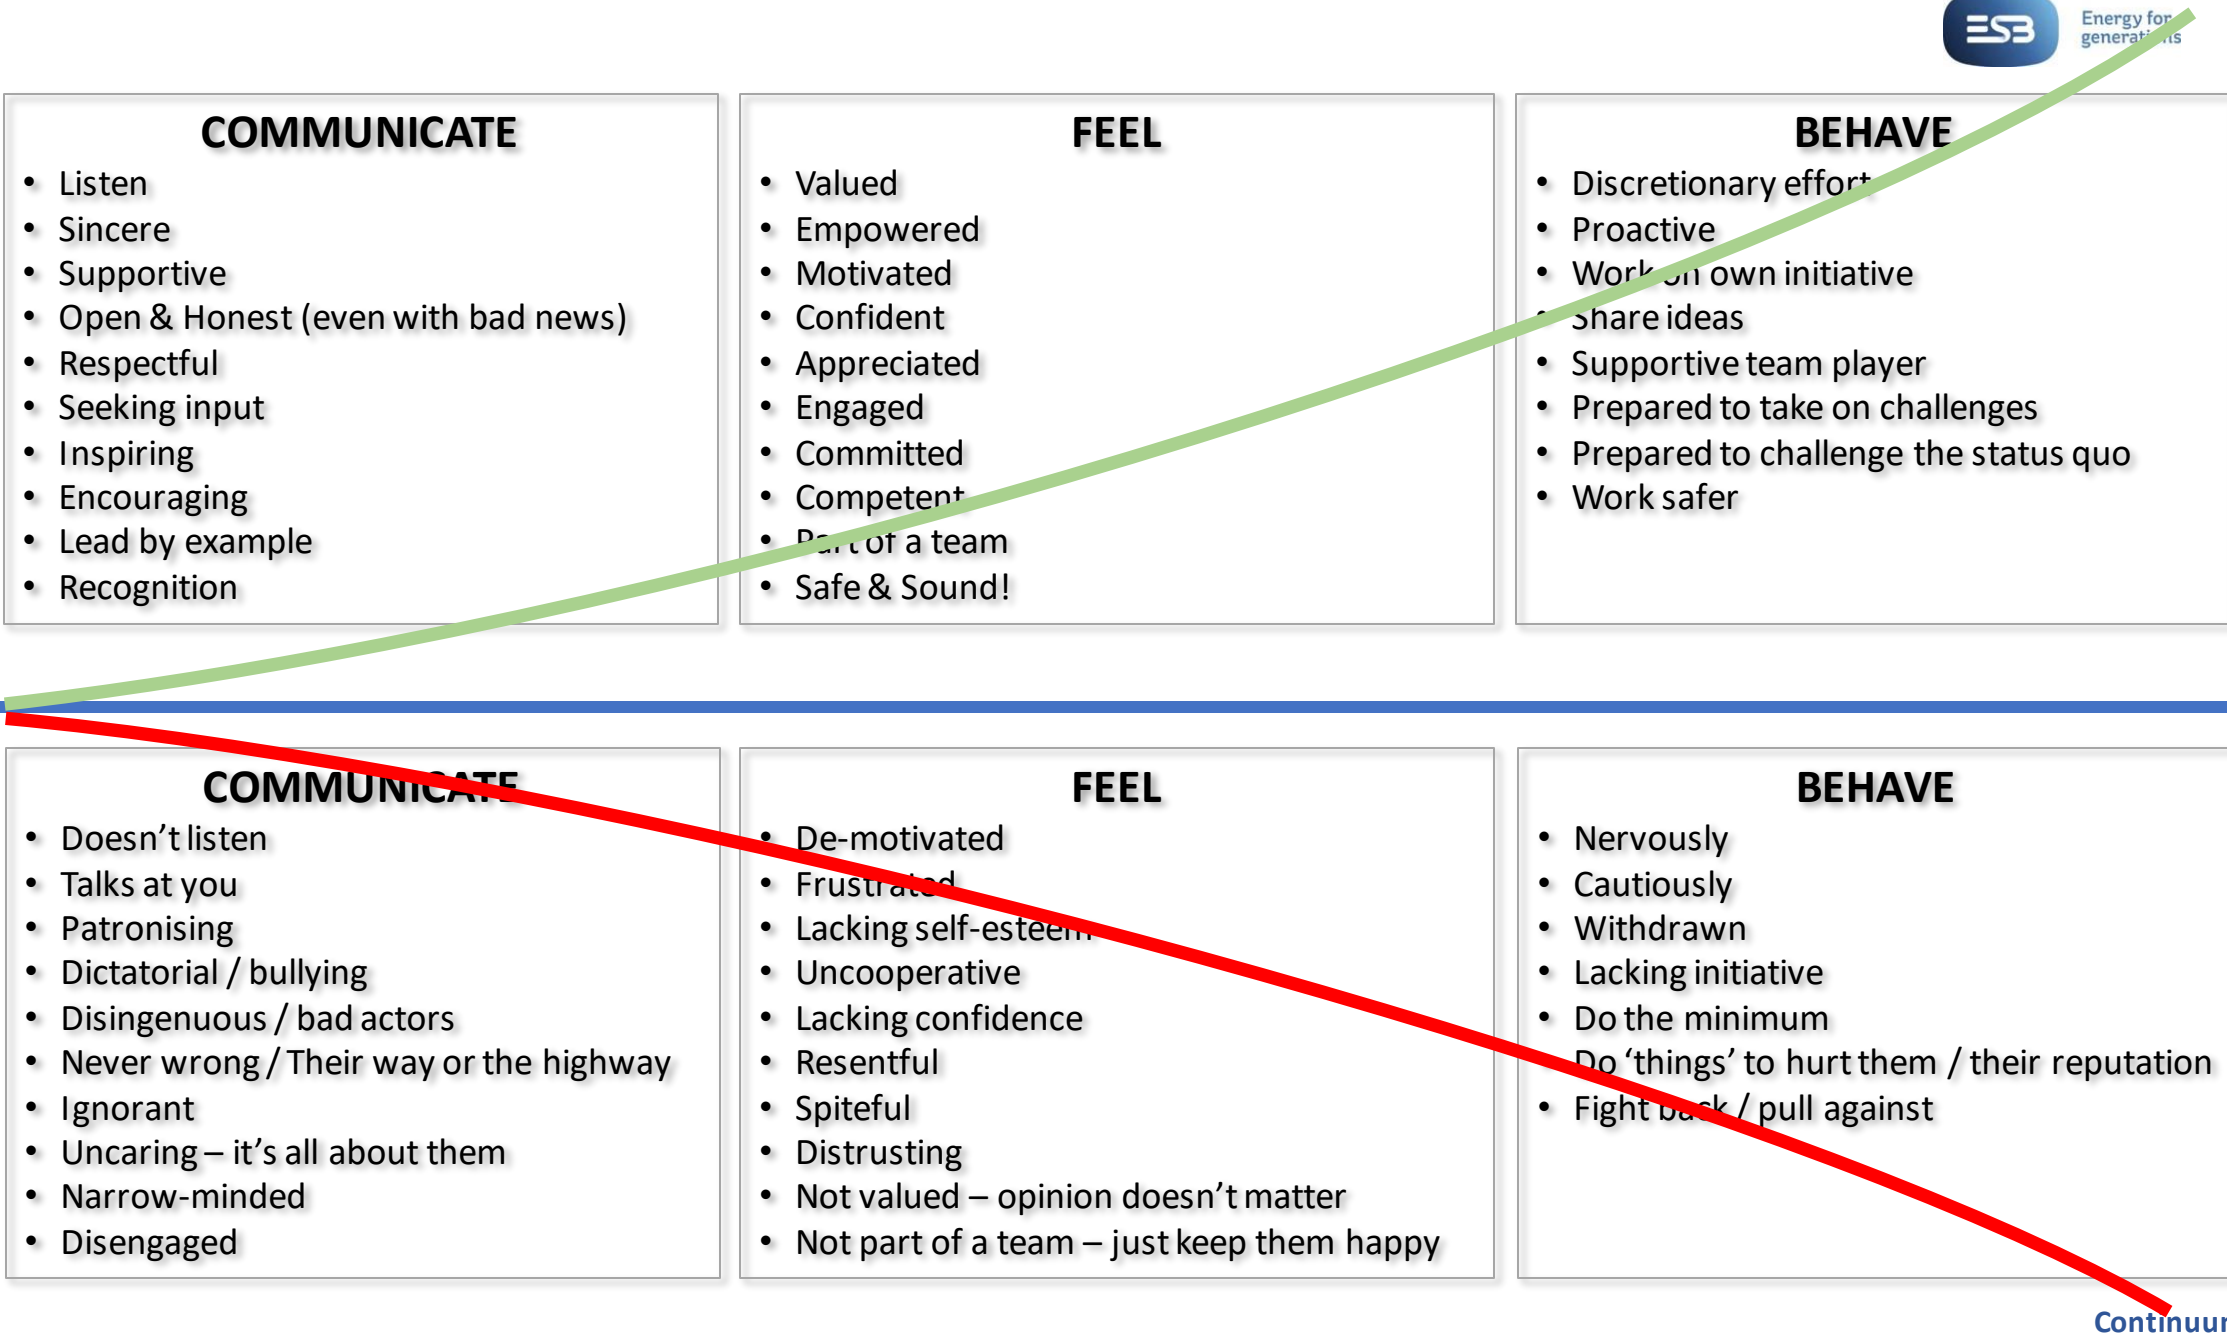 ESB
Energy for
generations
COMMUNICATE
• Listen
• Sincere
• Supportive
• Open & Honest (even with bad news)
• Respectful
• Seeking input
• Inspiring
• Encouraging
• Lead by example
• Recognition
FEEL
• Valued
• Empowered
• Motivated
• Confident
• Appreciated
• Engaged
• Committed
• Competent
• Part of a team
• Safe & Sound!
BEHAVE
• Discretionary effort
• Proactive
• Work on own initiative
• Share ideas
• Supportive team player
• Prepared to take on challenges
• Prepared to challenge the status quo
• Work safer
COMMUNICATE
• Doesn’t listen
• Talks at you
• Patronising
• Dictatorial / bullying
• Disingenuous / bad actors
• Never wrong / Their way or the highway
• Ignorant
• Uncaring – it’s all about them
• Narrow-minded
• Disengaged
FEEL
• De-motivated
• Frustrated
• Lacking self-esteem
• Uncooperative
• Lacking confidence
• Resentful
• Spiteful
• Distrusting
• Not valued – opinion doesn’t matter
• Not part of a team – just keep them happy
BEHAVE
• Nervously
• Cautiously
• Withdrawn
• Lacking initiative
• Do the minimum
Do ‘things’ to hurt them / their reputation
• Fight back / pull against